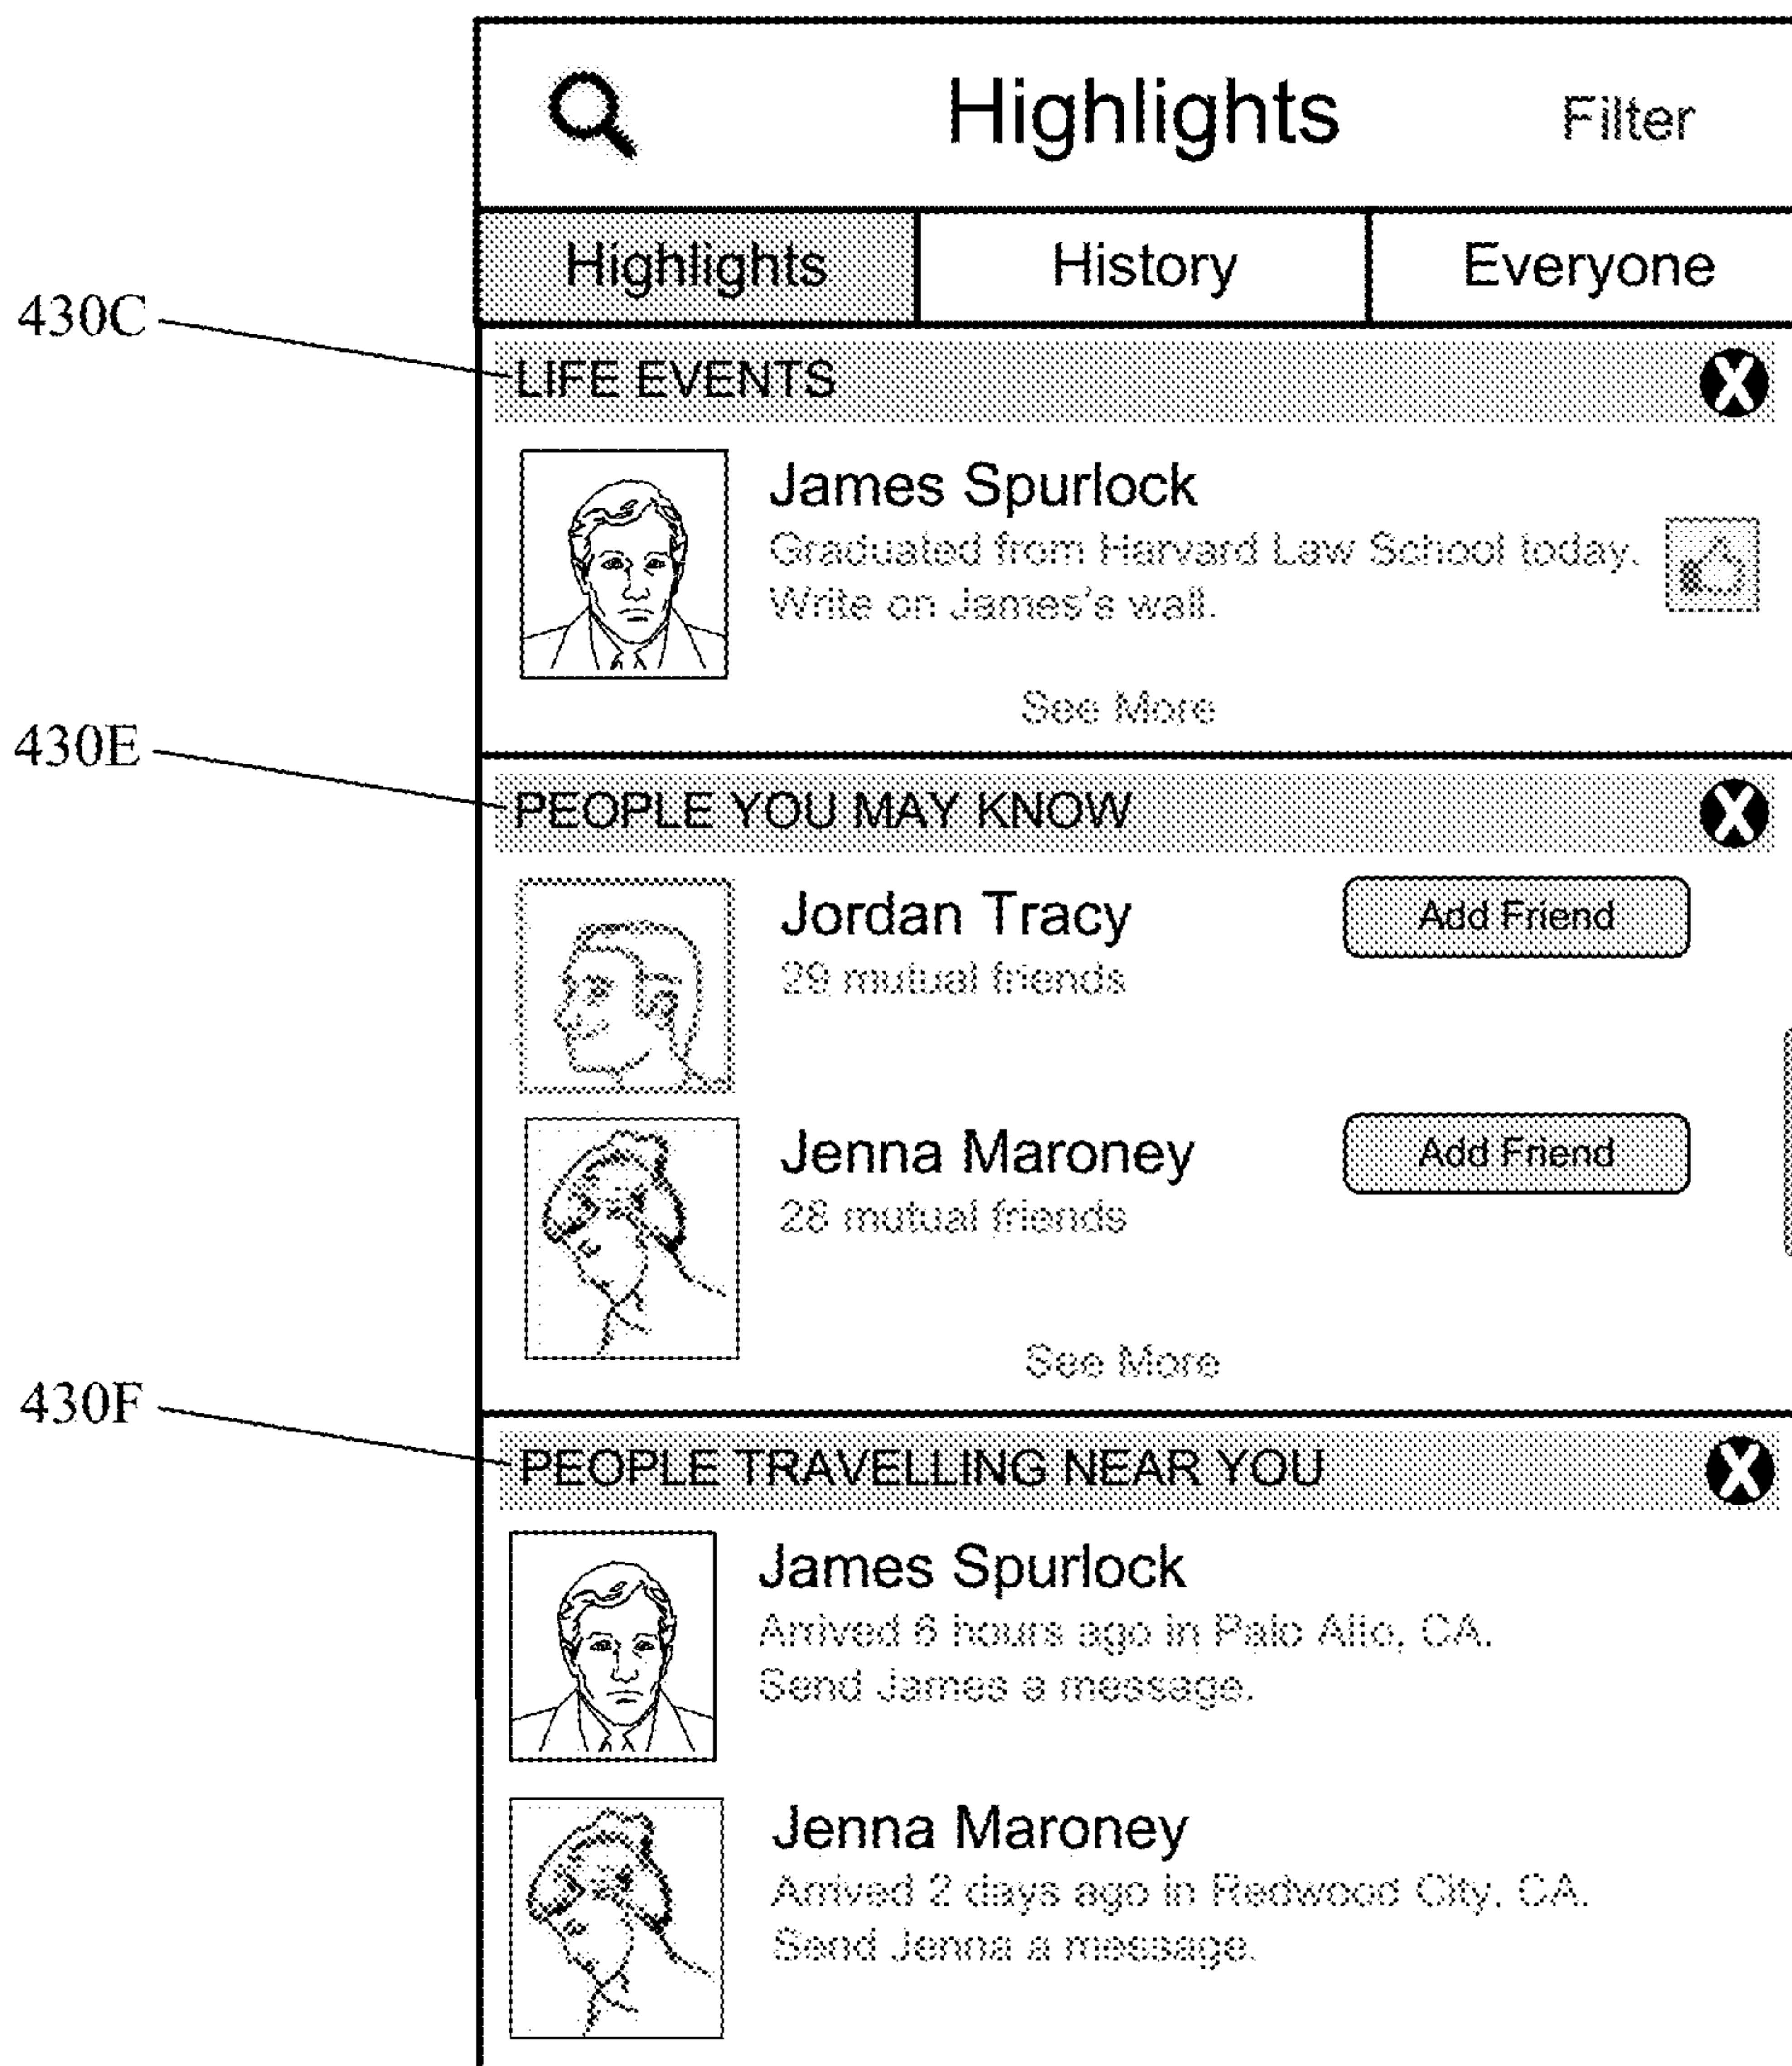 Highlights Filter
Highlights History Everyone
430C
LIFE EVENTS X
James Spurlock
Graduated from Harvard Law School today.
Write on James's wall.
See More
430E
PEOPLE YOU MAY KNOW X
Jordan Tracy Add Friend
29 mutual friends
Jenna Maroney Add Friend
28 mutual friends
See More
430F
PEOPLE TRAVELLING NEAR YOU X
James Spurlock
Arrived 6 hours ago in Palo Alto, CA.
Send James a message.
Jenna Maroney
Arrived 2 days ago in Redwood City, CA.
Send Jenna a message.